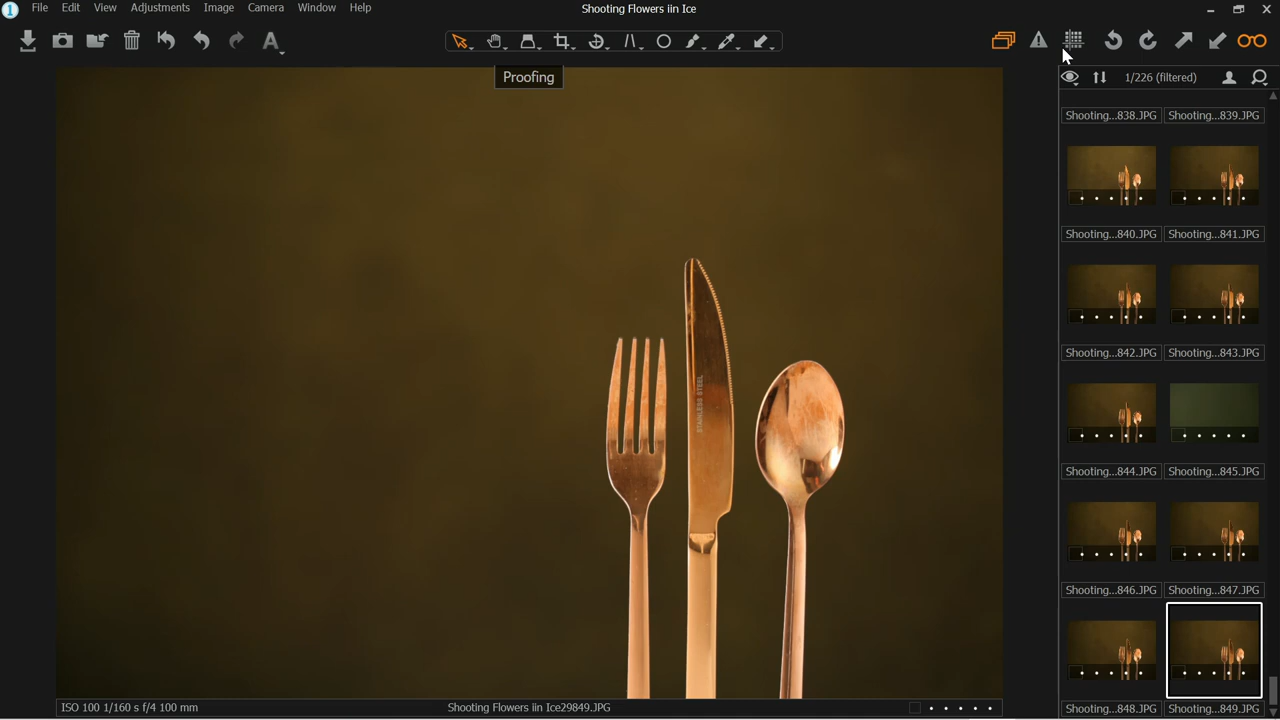 1 File Edit View Adjustments Image Camera Window Help Shooting Flowers iin Ice
A
Proofing
1/226 (filtered)
Shooting...838.JPG Shooting...839.JPG
Shooting...840.JPG Shooting...841.JPG
Shooting...842.JPG Shooting...843.JPG
STAINLESS STEEL
Shooting...844.JPG Shooting...845.JPG
Shooting...846.JPG Shooting...847.JPG
Shooting...848.JPG Shooting...849.JPG
ISO 100 1/160 s f/4 100 mm Shooting Flowers iin Ice29849.JPG